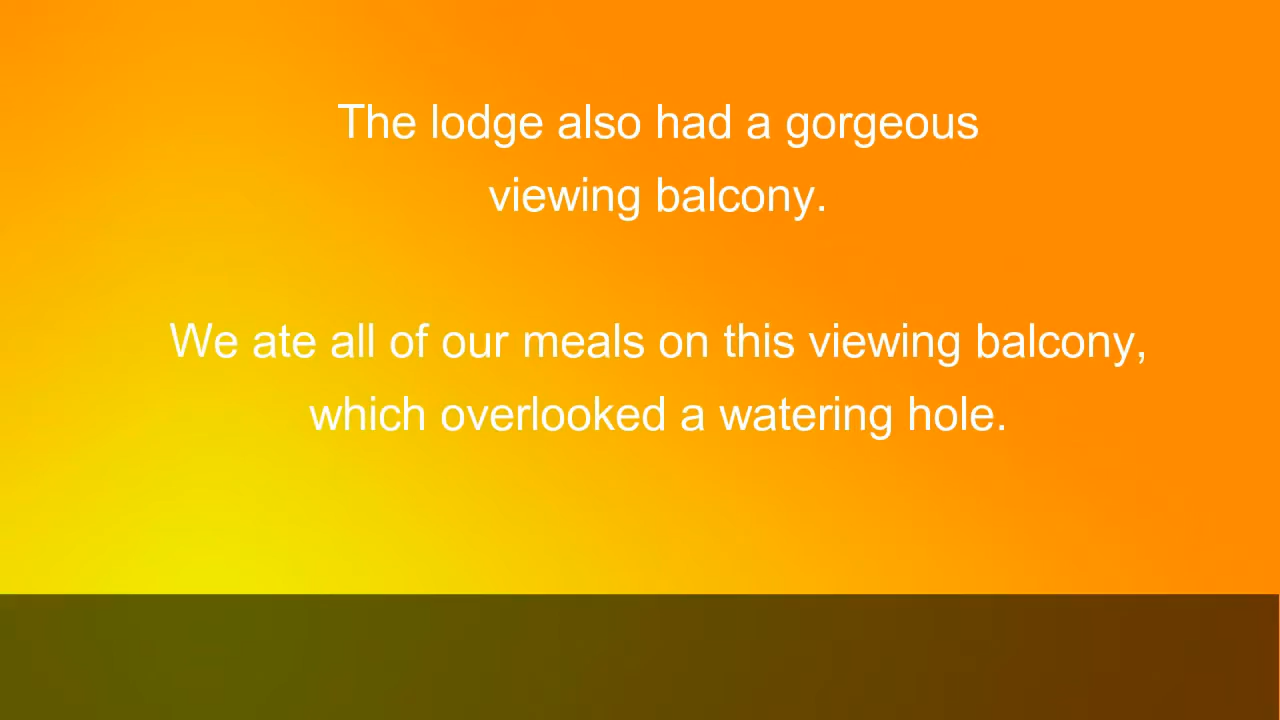 The lodge also had a gorgeous
viewing balcony.
We ate all of our meals on this viewing balcony,
which overlooked a watering hole.